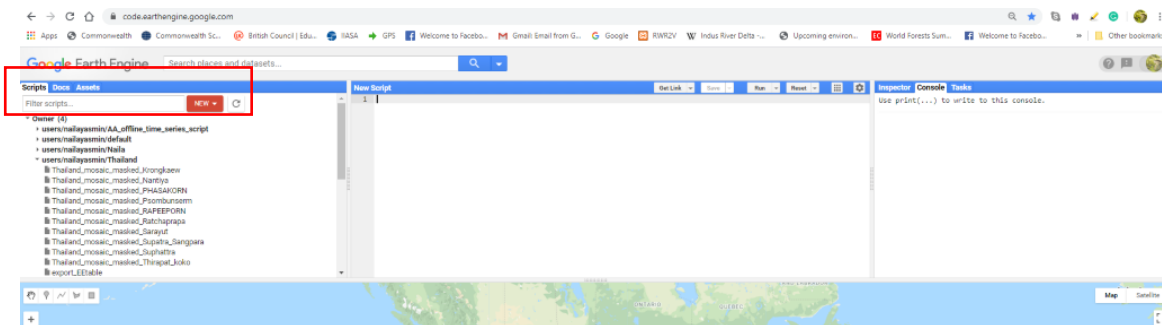 code.earthengine.google.com
Apps Commonwealth Commonwealth Sc... British Council | Edu... IIASA GPS Welcome to Facebo... Gmail: Email from G... Google RWR2V Indus River Delta -... Upcoming environ... World Forests Sum... Welcome to Facebo... » Other bookmarks
Google Earth Engine Search places and datasets...
Scripts Docs Assets
Filter scripts... NEW
Owner (4)
users/nailayasmin/AA_offline_time_series_script
users/nailayasmin/default
users/nailayasmin/Naila
users/nailayasmin/Thailand
Thailand_mosaic_masked_Krongkaew
Thailand_mosaic_masked_Nantiya
Thailand_mosaic_masked_PHASAKORN
Thailand_mosaic_masked_Psombunserm
Thailand_mosaic_masked_RAPEEPORN
Thailand_mosaic_masked_Ratchaprapa
Thailand_mosaic_masked_Sarayut
Thailand_mosaic_masked_Supatra_Sangpara
Thailand_mosaic_masked_Suphattra
Thailand_mosaic_masked_Thirapat_koko
export_EEtable
New Script Get Link Save Run Reset
1
Inspector Console Tasks
Use print(...) to write to this console.
ONTARIO QUEBEC
Map Satellite
+